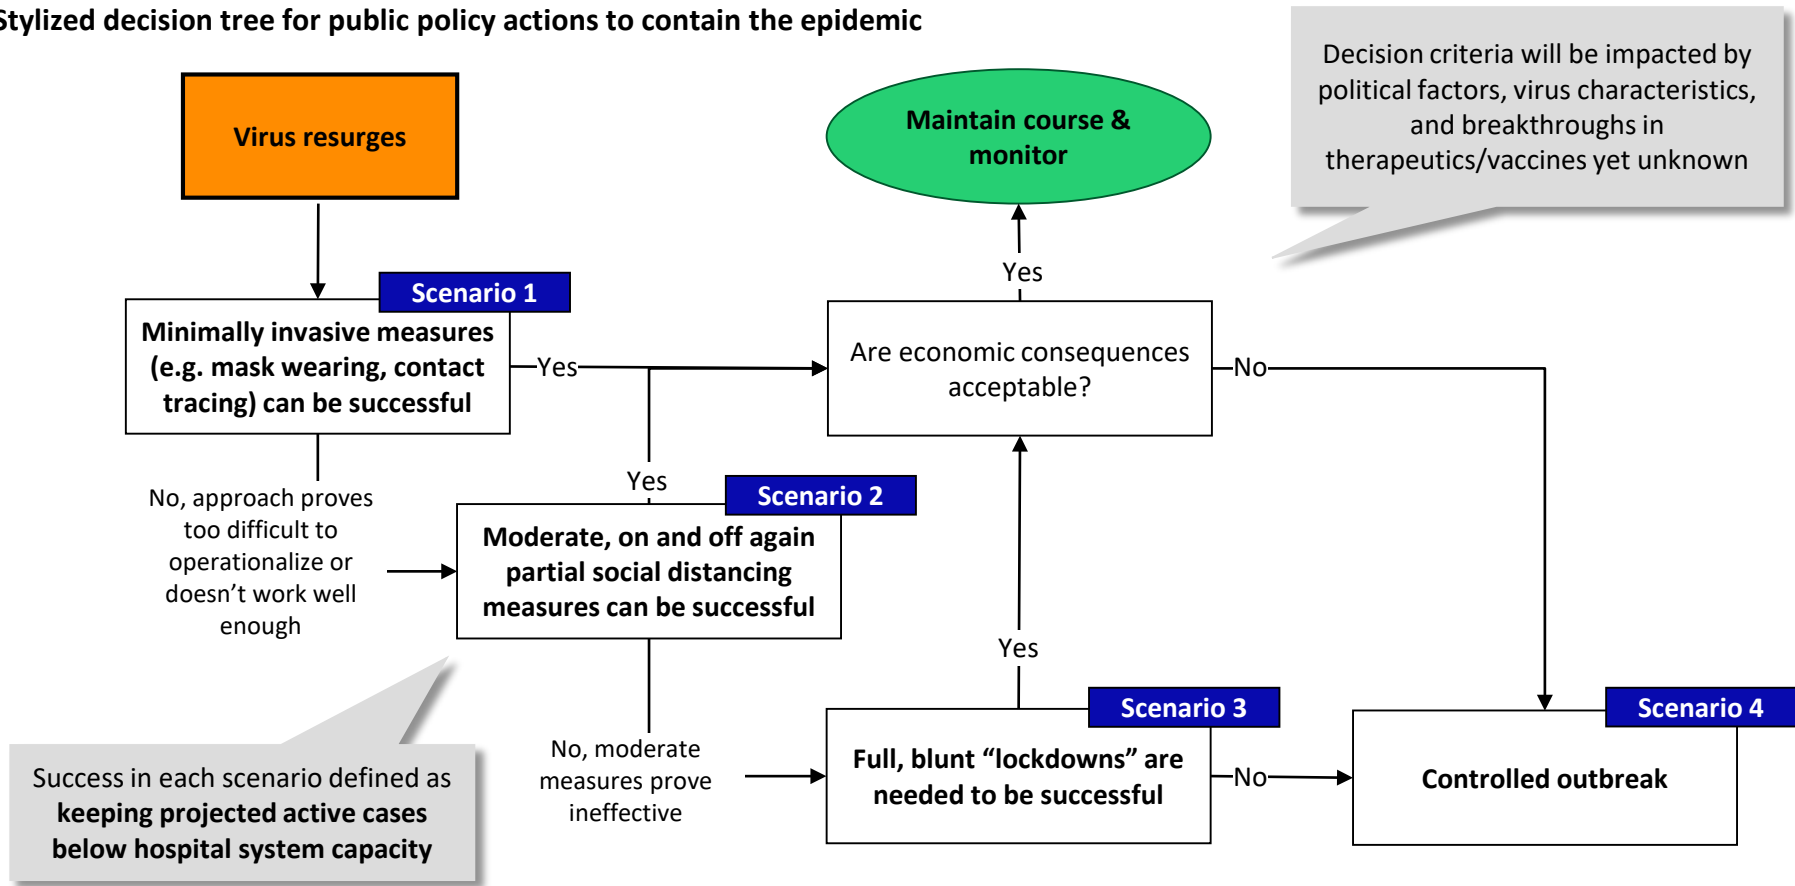 Stylized decision tree for public policy actions to contain the epidemic
Decision criteria will be impacted by
political factors, virus characteristics,
and breakthroughs in
therapeutics/vaccines yet unknown
Virus resurges
Maintain course &
monitor
Yes
Scenario 1
Minimally invasive measures
(e.g. mask wearing, contact
tracing) can be successful
Yes
Are economic consequences
acceptable?
No
No, approach proves
too difficult to
operationalize or
doesn’t work well
enough
Yes
Scenario 2
Moderate, on and off again
partial social distancing
measures can be successful
Yes
Success in each scenario defined as
keeping projected active cases
below hospital system capacity
No, moderate
measures prove
ineffective
Scenario 3
Full, blunt “lockdowns” are
needed to be successful
No
Scenario 4
Controlled outbreak